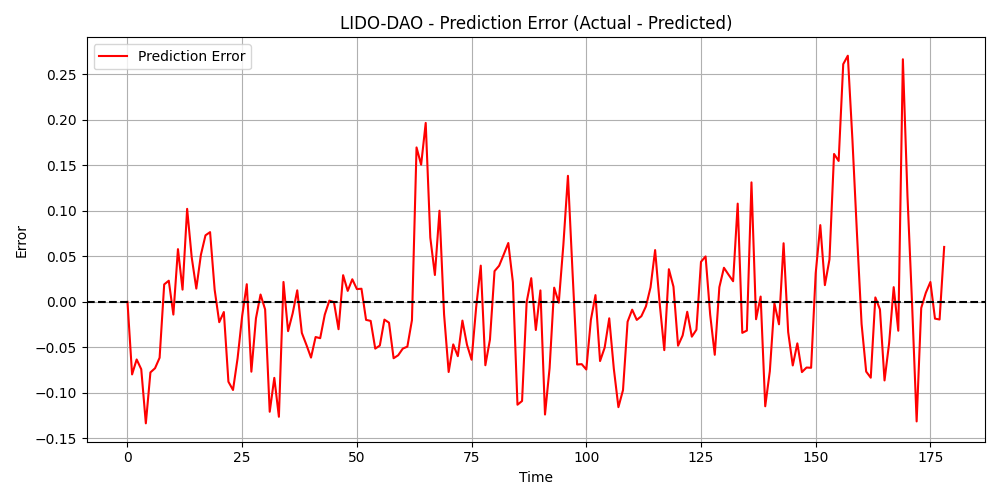 LIDO-DAO - Prediction Error (Actual - Predicted)
Prediction Error
Error
0.25
0.20
0.15
0.10
0.05
0.00
−0.05
−0.10
−0.15
0 25 50 75 100 125 150 175
Time